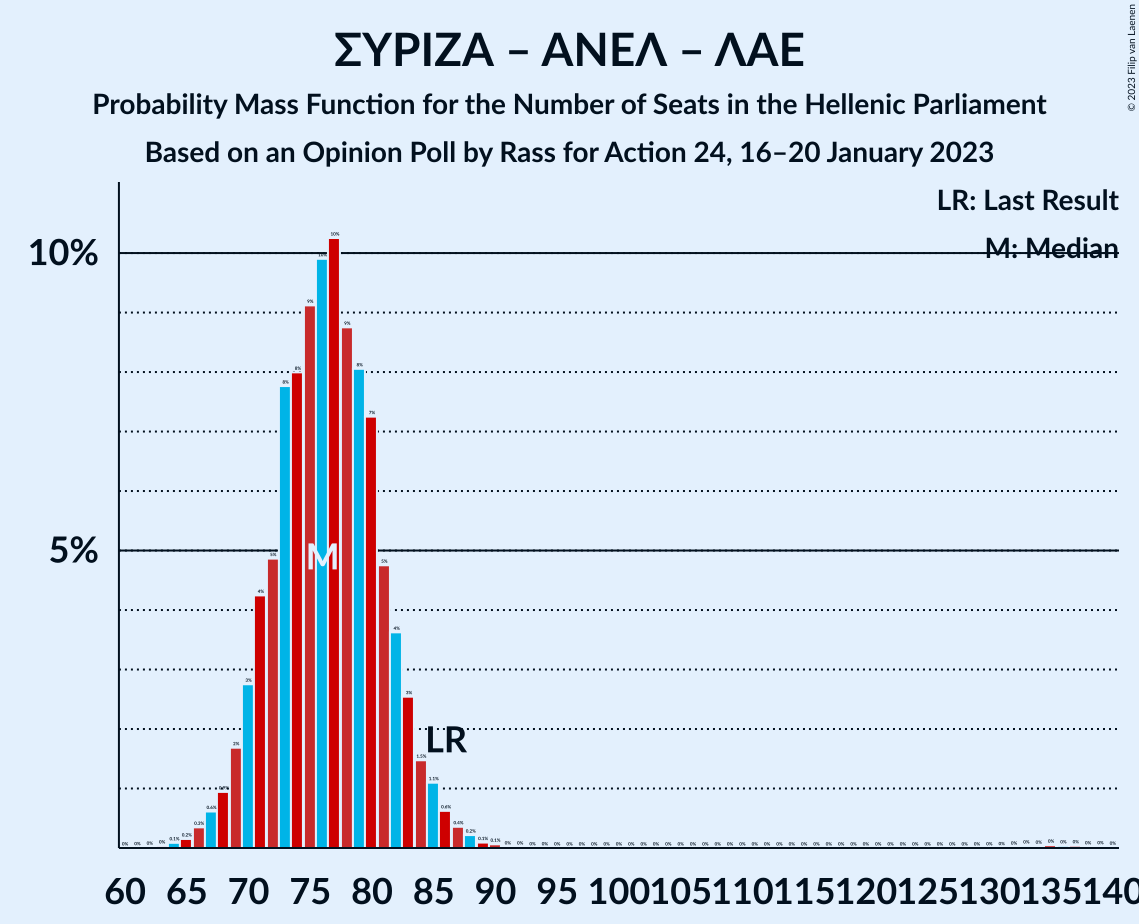 ΣΥΡΙΖΑ – ΑΝΕΛ – ΛΑΕ
Probability Mass Function for the Number of Seats in the Hellenic Parliament
Based on an Opinion Poll by Rass for Action 24, 16–20 January 2023
© 2023 Filip van Laenen
LR: Last Result
M: Median
10%
5%
M
LR
60 65 70 75 80 85 90 95 100 105 110 115 120 125 130 135 140